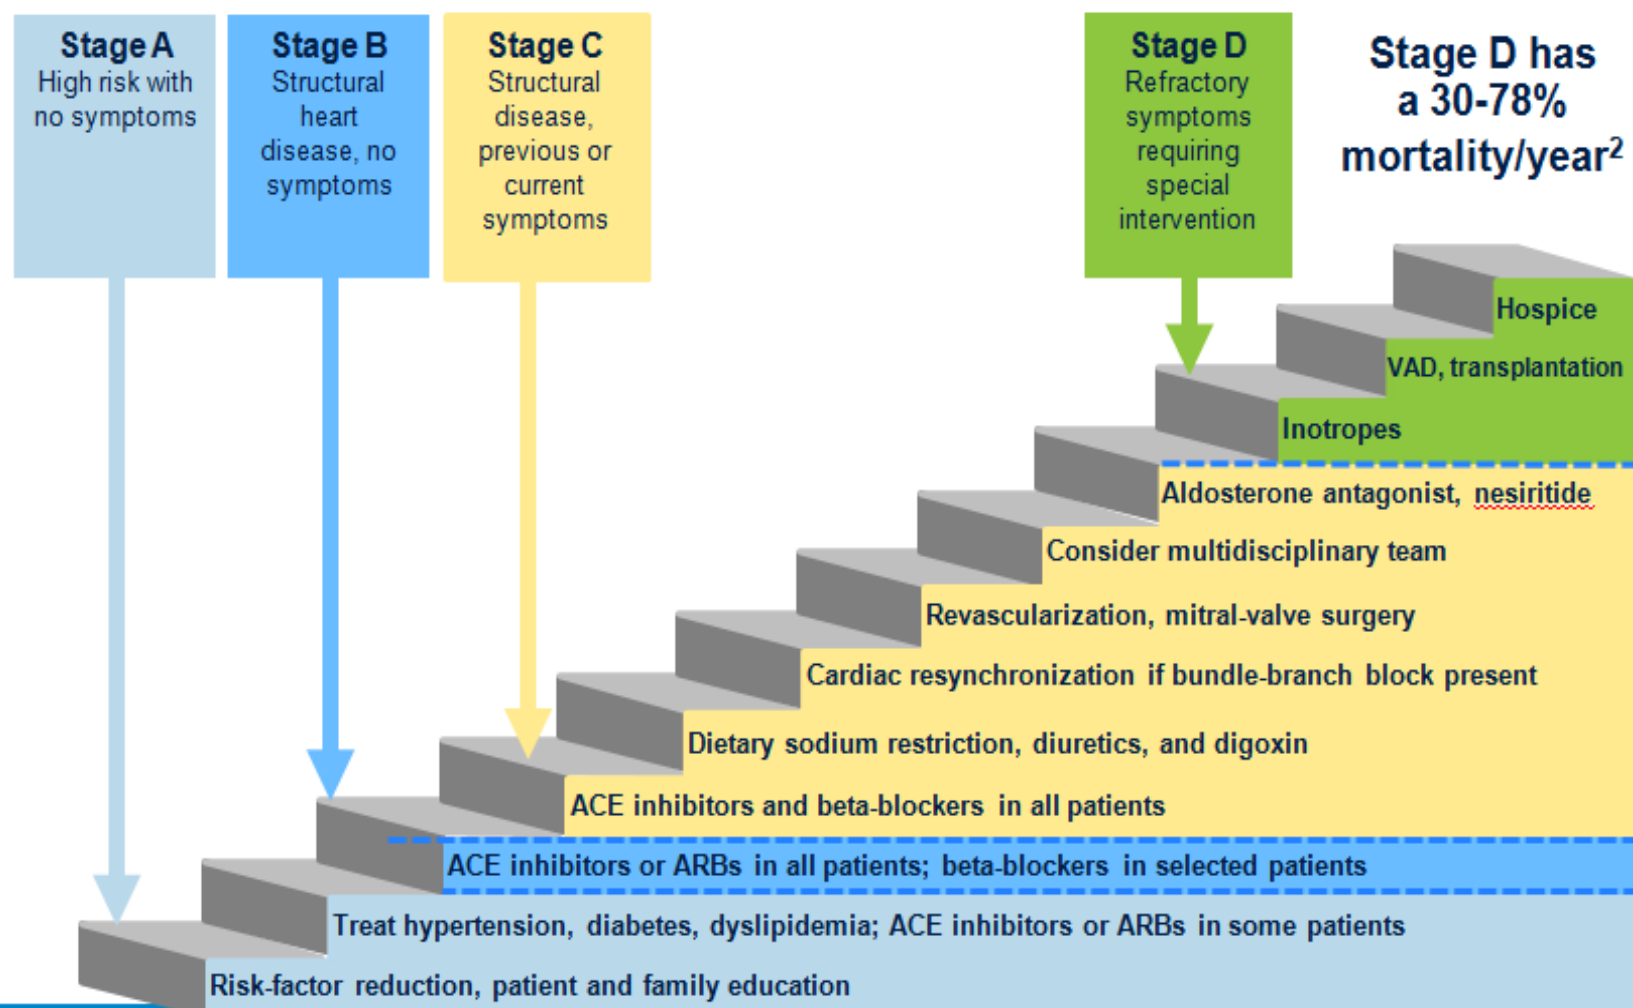 Stage A
High risk with
no symptoms
Stage B
Structural
heart
disease, no
symptoms
Stage C
Structural
disease,
previous or
current
symptoms
Stage D
Refractory
symptoms
requiring
special
intervention
Stage D has
a 30-78%
mortality/year²
Hospice
VAD, transplantation
Inotropes
Aldosterone antagonist, nesiritide
Consider multidisciplinary team
Revascularization, mitral-valve surgery
Cardiac resynchronization if bundle-branch block present
Dietary sodium restriction, diuretics, and digoxin
ACE inhibitors and beta-blockers in all patients
ACE inhibitors or ARBs in all patients; beta-blockers in selected patients
Treat hypertension, diabetes, dyslipidemia; ACE inhibitors or ARBs in some patients
Risk-factor reduction, patient and family education